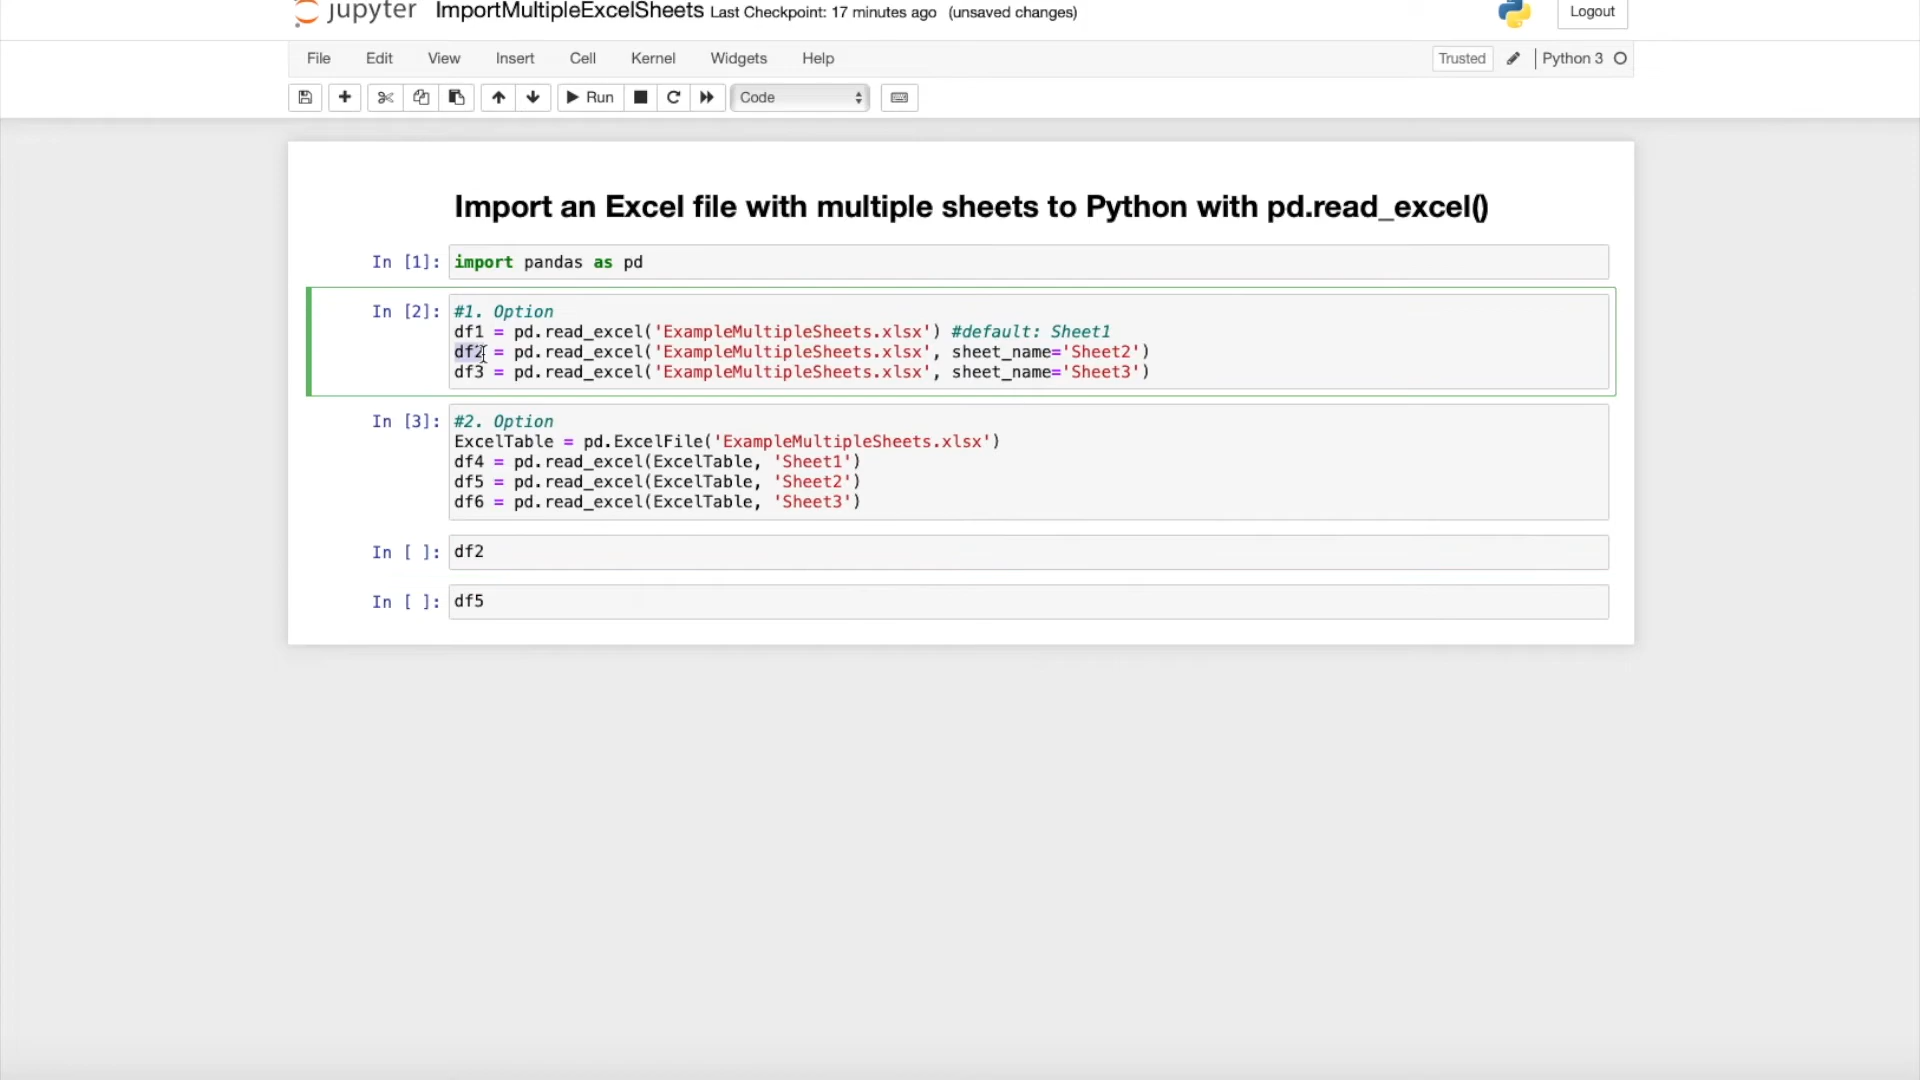 jupyter ImportMultipleExcelSheets Last Checkpoint: 17 minutes ago (unsaved changes) Logout
File Edit View Insert Cell Kernel Widgets Help Trusted Python 3
Run Code
Import an Excel file with multiple sheets to Python with pd.read_excel()
In [1]: import pandas as pd
In [2]: #1. Option
df1 = pd.read_excel('ExampleMultipleSheets.xlsx') #default: Sheet1
df2 = pd.read_excel('ExampleMultipleSheets.xlsx', sheet_name='Sheet2')
df3 = pd.read_excel('ExampleMultipleSheets.xlsx', sheet_name='Sheet3')
In [3]: #2. Option
ExcelTable = pd.ExcelFile('ExampleMultipleSheets.xlsx')
df4 = pd.read_excel(ExcelTable, 'Sheet1')
df5 = pd.read_excel(ExcelTable, 'Sheet2')
df6 = pd.read_excel(ExcelTable, 'Sheet3')
In [ ]: df2
In [ ]: df5